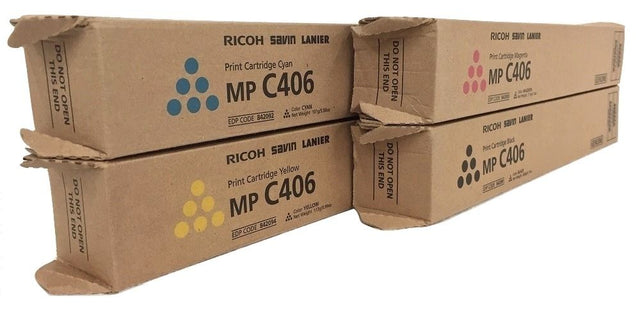 DO NOT OPEN
THIS END
RICOH SAVIN LANIER
Print Cartridge Cyan
MP C406
Color CYAN
EDP CODE 842092
DO NOT OPEN
THIS END
RICOH SAVIN LANIER
Print Cartridge Magenta
MP C406
DO NOT OPEN
THIS END
RICOH SAVIN LANIER
Print Cartridge Yellow
MP C406
Color YELLOW
EDP CODE 842094
DO NOT OPEN
THIS END
RICOH SAVIN LANIER
Print Cartridge Black
MP C406